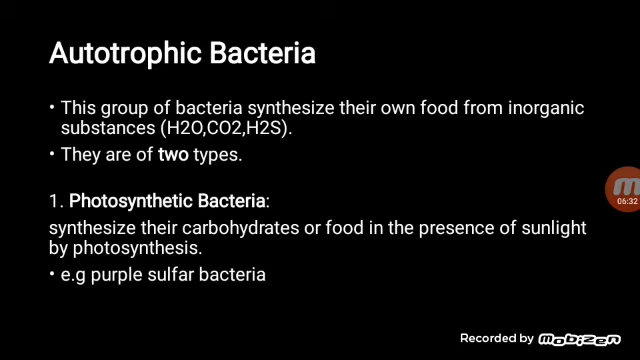 Autotrophic Bacteria
• This group of bacteria synthesize their own food from inorganic
substances (H2O,CO2,H2S).
• They are of two types.
1. Photosynthetic Bacteria:
synthesize their carbohydrates or food in the presence of sunlight
by photosynthesis.
• e.g purple sulfar bacteria
06:32
Recorded by mobizen